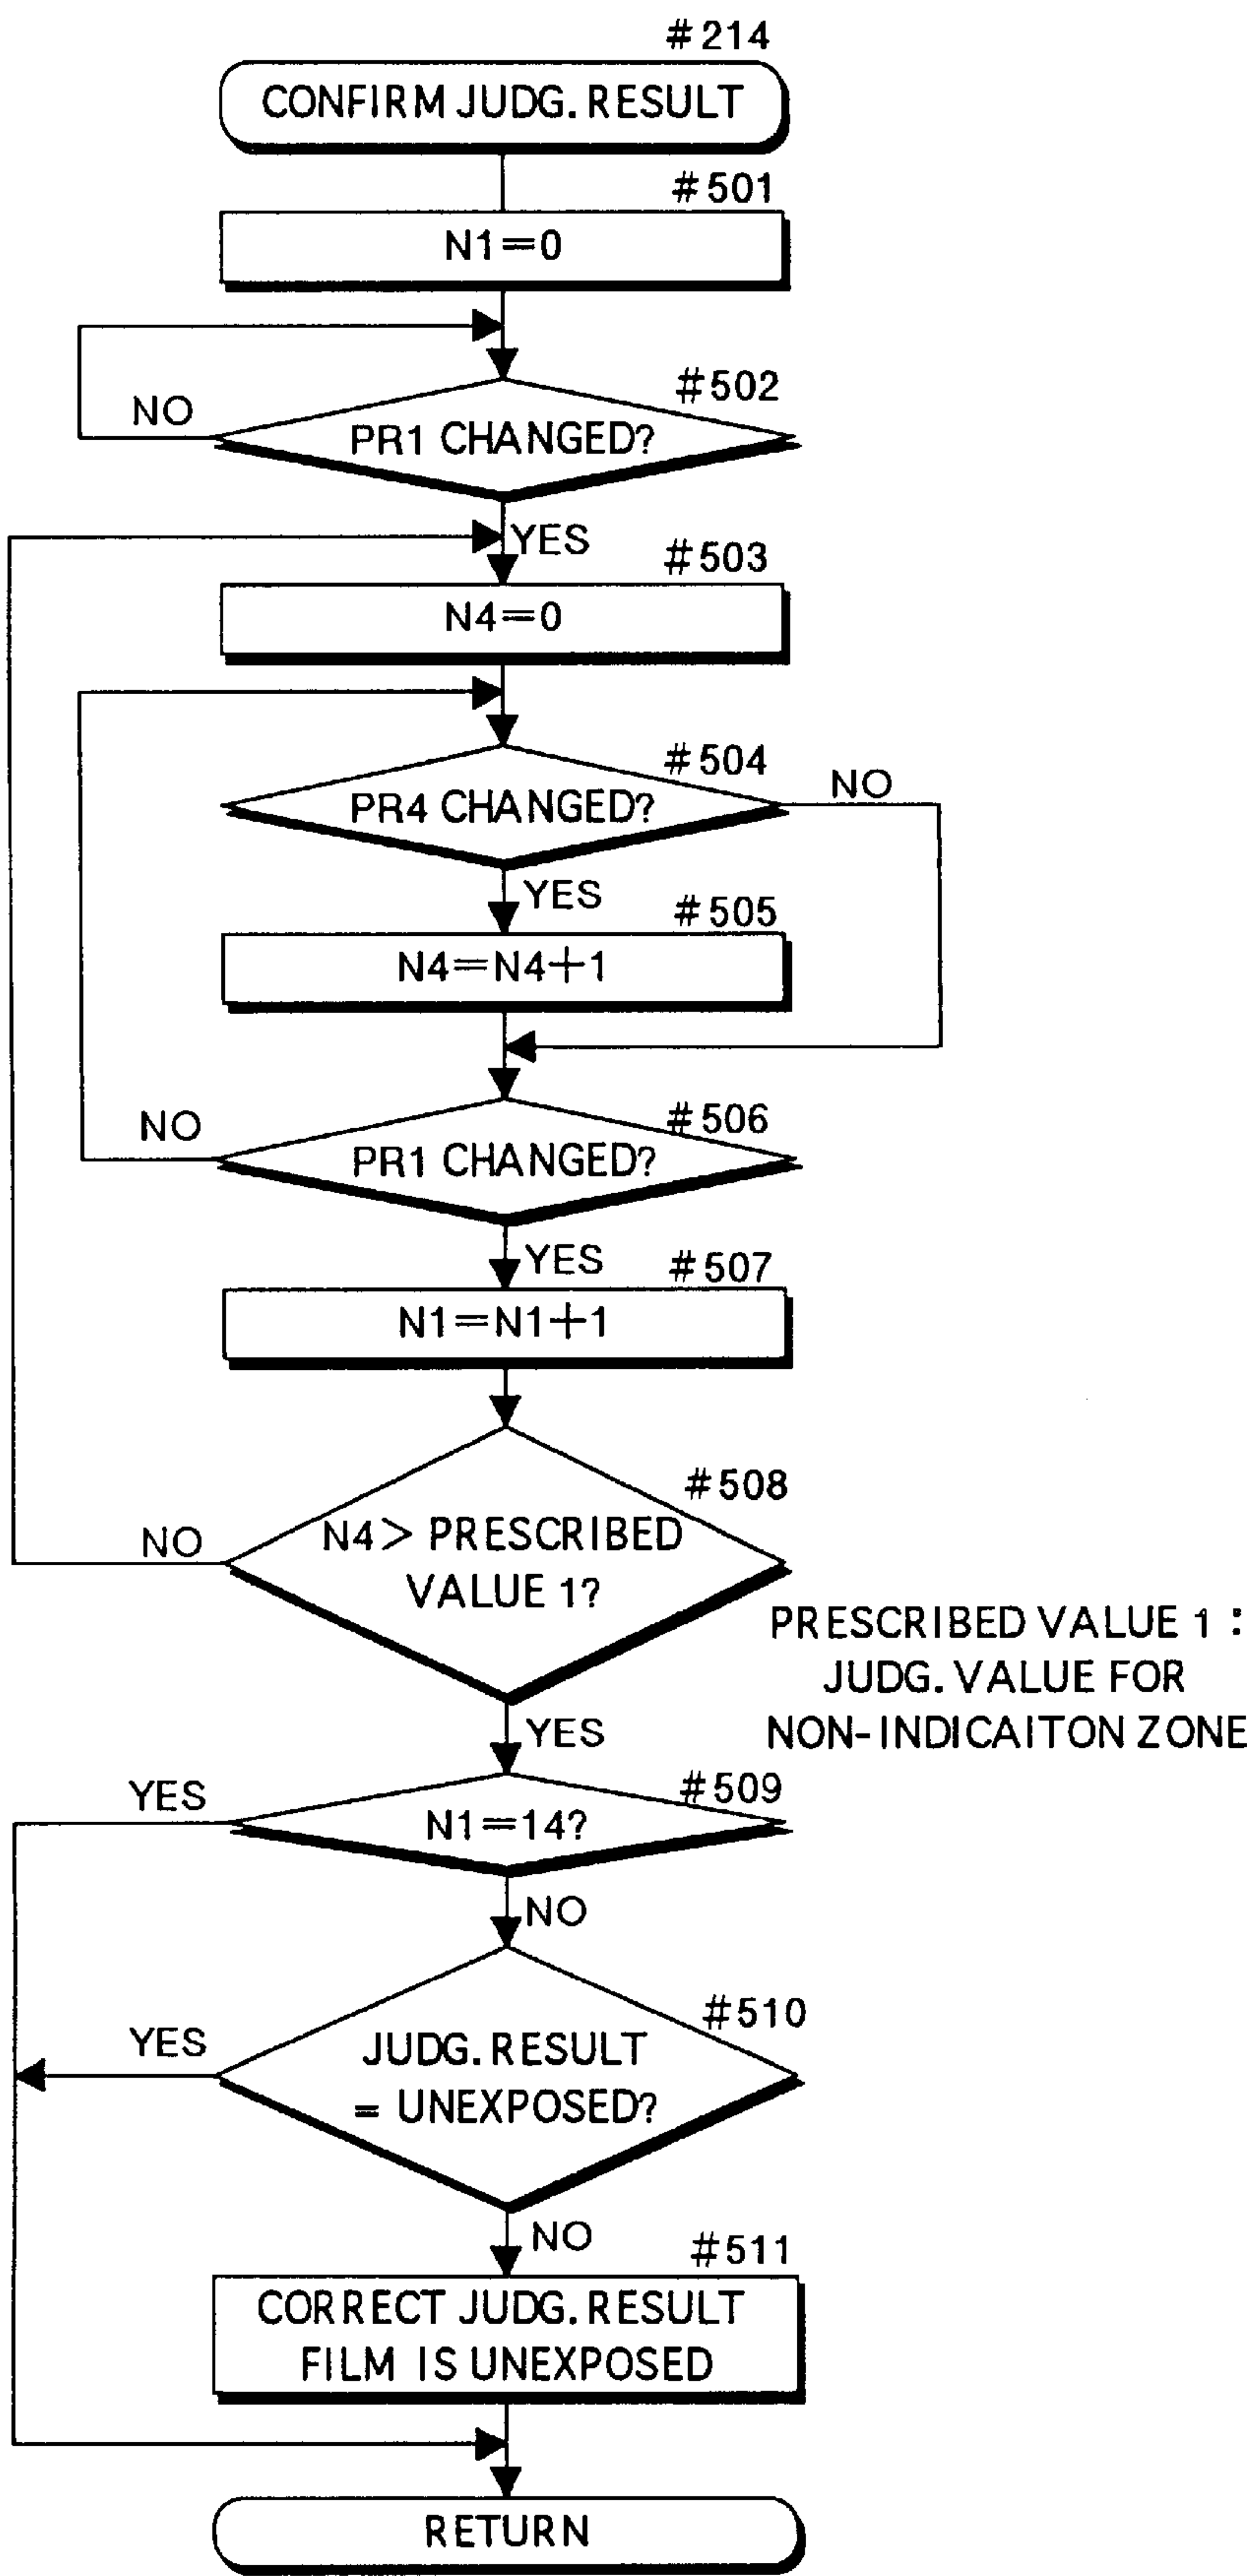 #214
CONFIRM JUDG. RESULT
#501
N1=0
#502
NO
PR1 CHANGED?
YES
#503
N4=0
#504
NO
PR4 CHANGED?
YES
#505
N4=N4+1
#506
NO
PR1 CHANGED?
YES
#507
N1=N1+1
#508
NO
N4> PRESCRIBED
VALUE 1?
PRESCRIBED VALUE 1 :
JUDG. VALUE FOR
NON-INDICAITON ZONE
YES
#509
YES
N1=14?
NO
#510
YES
JUDG. RESULT
= UNEXPOSED?
NO
#511
CORRECT JUDG. RESULT
FILM IS UNEXPOSED
RETURN